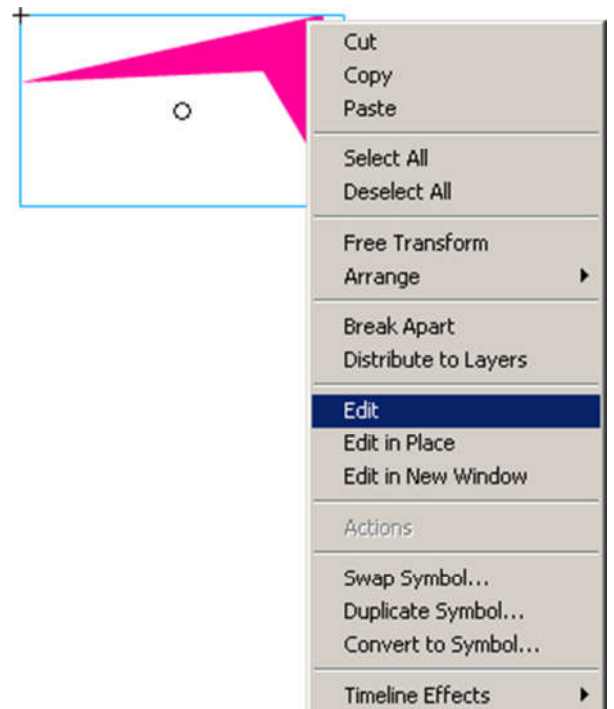 Cut
Copy
Paste
Select All
Deselect All
Free Transform
Arrange
Break Apart
Distribute to Layers
Edit
Edit in Place
Edit in New Window
Actions
Swap Symbol...
Duplicate Symbol...
Convert to Symbol...
Timeline Effects